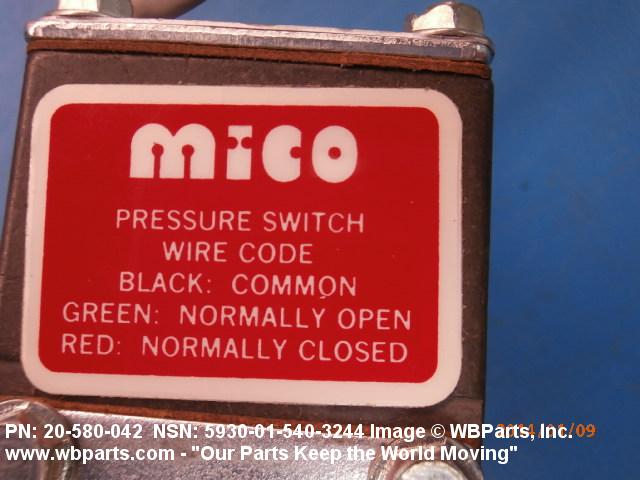 mico
PRESSURE SWITCH
WIRE CODE
BLACK: COMMON
GREEN: NORMALLY OPEN
RED: NORMALLY CLOSED
PN: 20-580-042 NSN: 5930-01-540-3244 Image © WBParts, Inc.
www.wbparts.com - "Our Parts Keep the World Moving"